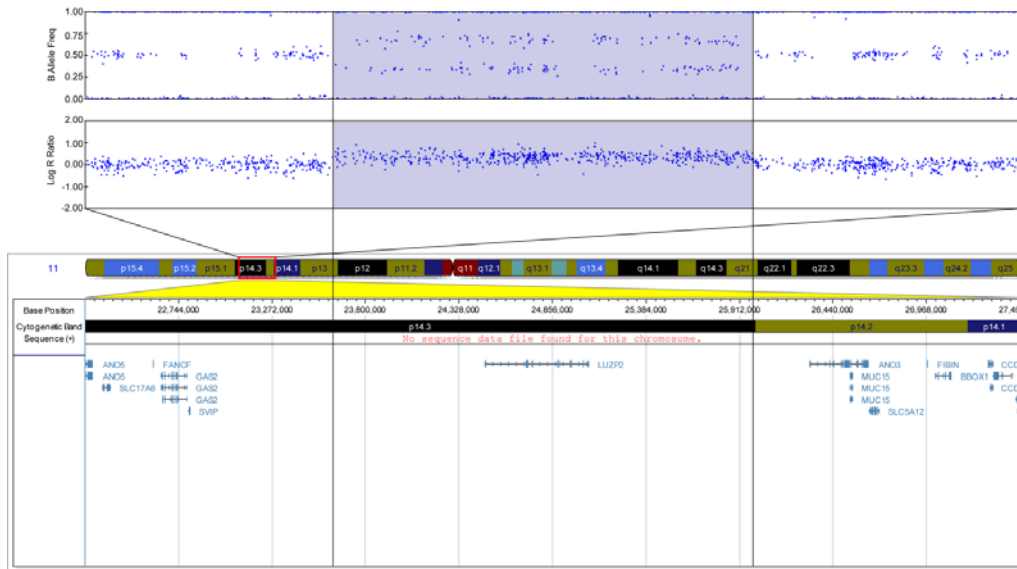 1.00
0.75
0.50
0.25
0.00
B Allele Freq
2.00
1.00
0.00
-1.00
-2.00
Log R Ratio
11 p15.4 p15.2 p15.1 p14.3 p14.1 p13 p12 p11.2 q11 q12.1 q13.1 q13.4 q14.1 q14.3 q21 q22.1 q22.3 q23.3 q24.2 q25
Base Position 22,744,000 23,272,000 23,800,000 24,328,000 24,856,000 25,384,000 25,912,000 26,440,000 26,968,000 27,49
Cytogenetic Band p14.3 p14.2 p14.1
Sequence (+) No sequence data file found for this chromosome.
ANO5 FANCF LUZP2 ANO3 FIBIN CCD
ANO5 GAS2 MUC15 BBOX1 CCD
SLC17A6 GAS2 MUC15 CCD
GAS2 MUC15
SVIP SLC5A12